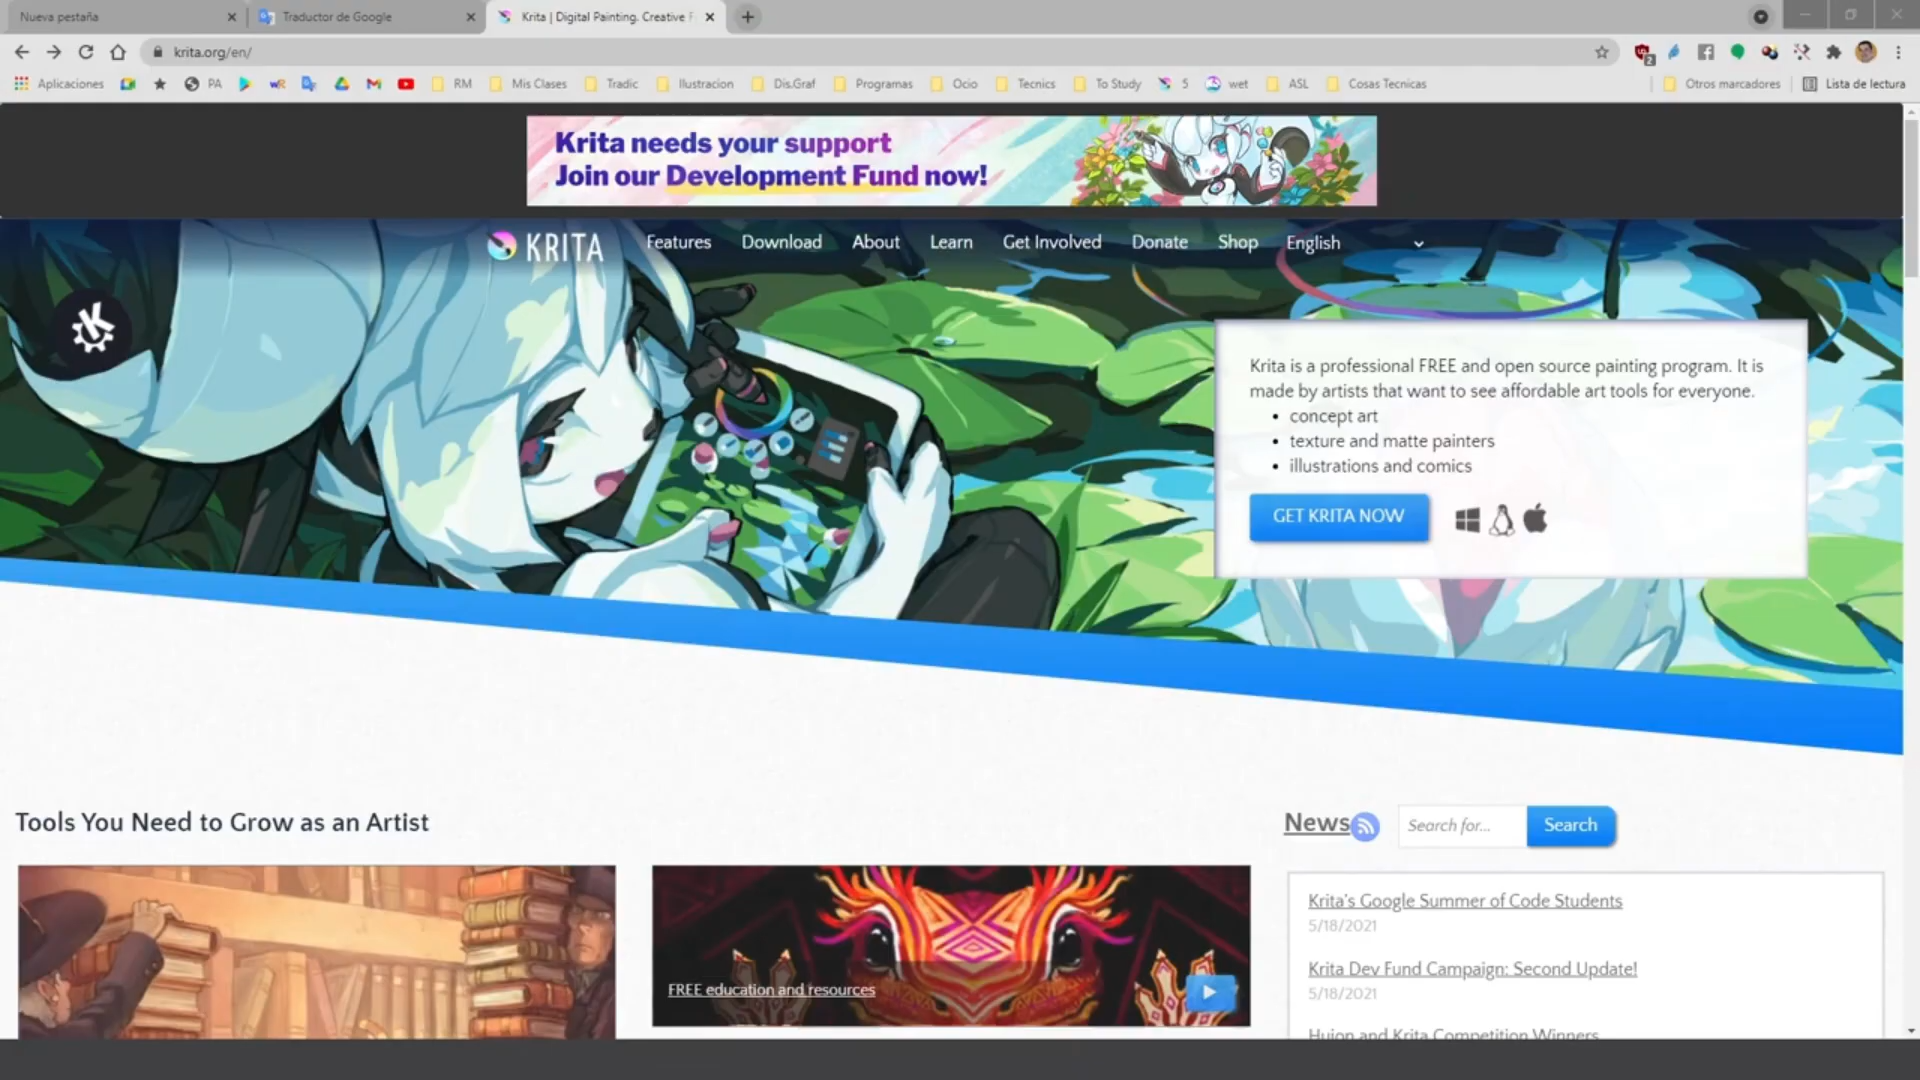 Nueva pestaña
Traductor de Google
Krita | Digital Painting. Creative F
krita.org/en/
2
Aplicaciones
PA
wR
RM
Mis Clases
Tradic
Ilustracion
Dis.Graf
Programas
Ocio
Tecnics
To Study
5
wet
ASL
Cosas Tecnicas
Otros marcadores
Lista de lectura
Krita needs your support
Join our Development Fund now!
KRITA
Features
Download
About
Learn
Get Involved
Donate
Shop
English
Krita is a professional FREE and open source painting program. It is
made by artists that want to see affordable art tools for everyone.
• concept art
• texture and matte painters
• illustrations and comics
GET KRITA NOW
Tools You Need to Grow as an Artist
News
Search for...
Search
FREE education and resources
Krita's Google Summer of Code Students
5/18/2021
Krita Dev Fund Campaign: Second Update!
5/18/2021
Huion and Krita Competition Winners